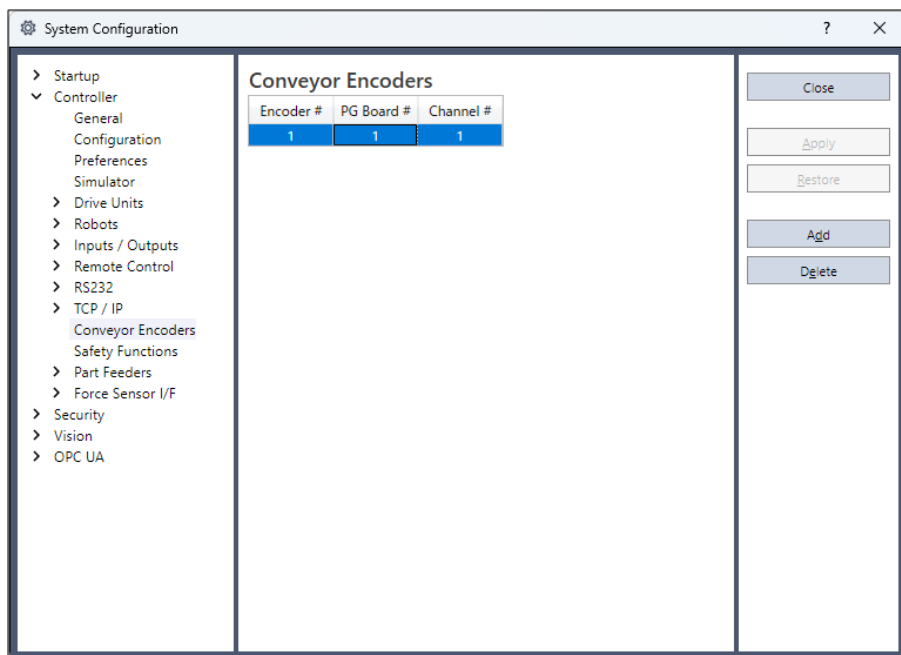 System Configuration
?
Startup
Controller
General
Configuration
Preferences
Simulator
Drive Units
Robots
Inputs / Outputs
Remote Control
RS232
TCP / IP
Conveyor Encoders
Safety Functions
Part Feeders
Force Sensor I/F
Security
Vision
OPC UA
Conveyor Encoders
Encoder # PG Board # Channel #
1 1 1
Close
Apply
Restore
Add
Delete